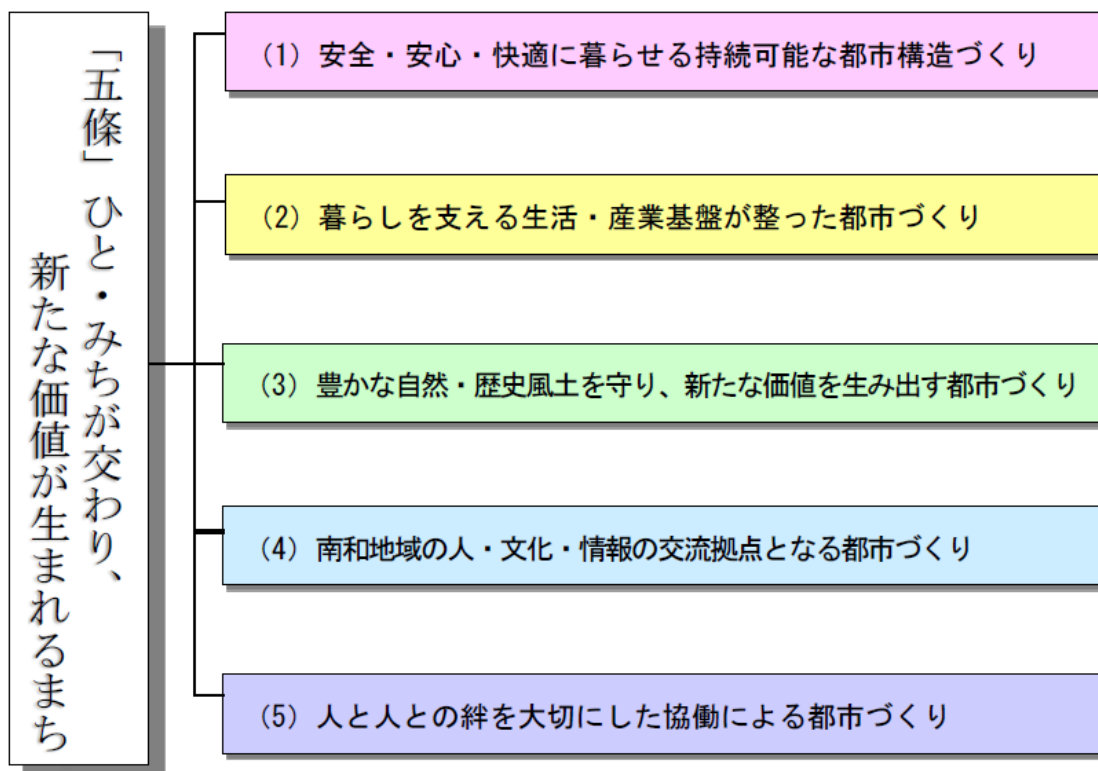 「五條」ひと・みちが交わり、
新たな価値が生まれるまち
(1) 安全・安心・快適に暮らせる持続可能な都市構造づくり
(2) 暮らしを支える生活・産業基盤が整った都市づくり
(3) 豊かな自然・歴史風土を守り、新たな価値を生み出す都市づくり
(4) 南和地域の人・文化・情報の交流拠点となる都市づくり
(5) 人と人との絆を大切にした協働による都市づくり